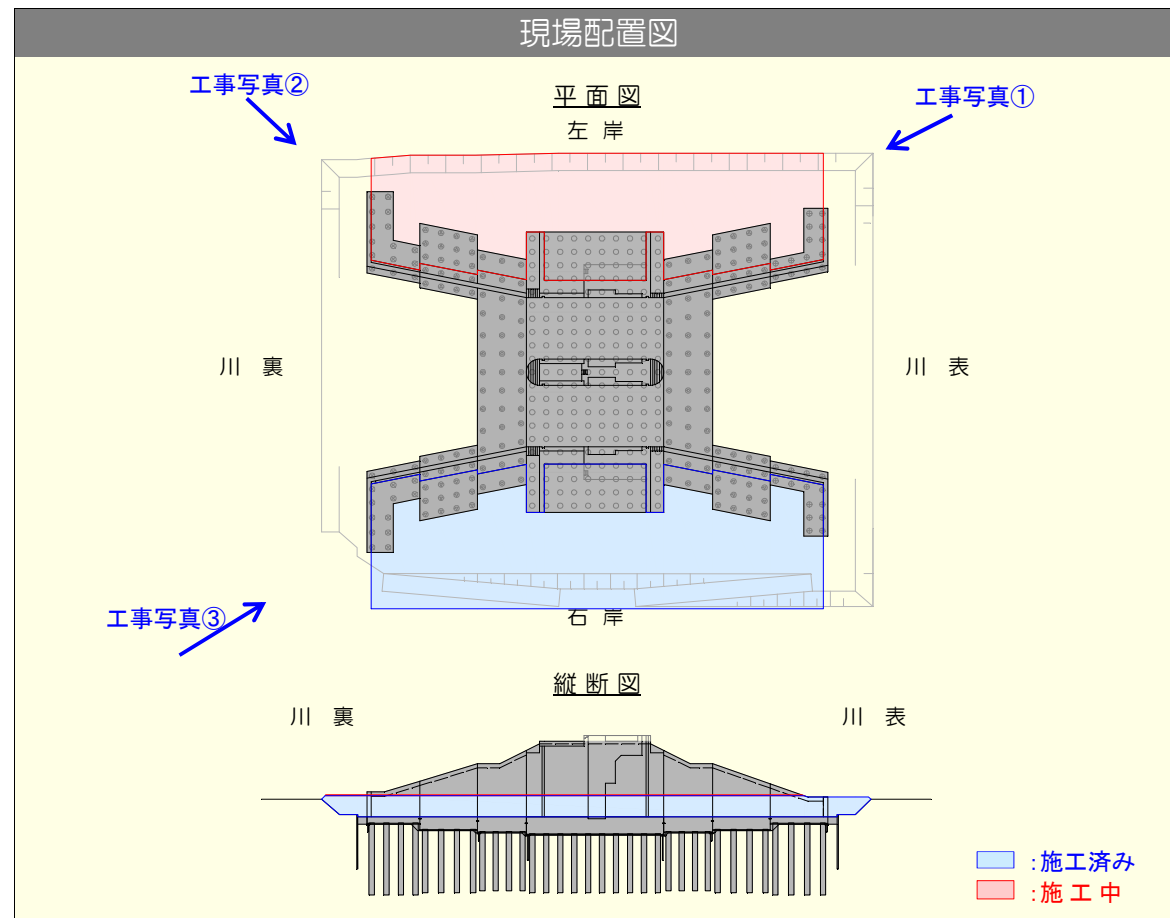 現場配置図
工事写真②
平面図
工事写真①
左岸
川裏
川表
工事写真③
右岸
縦断図
川裏
川表
:施工済み
:施工中